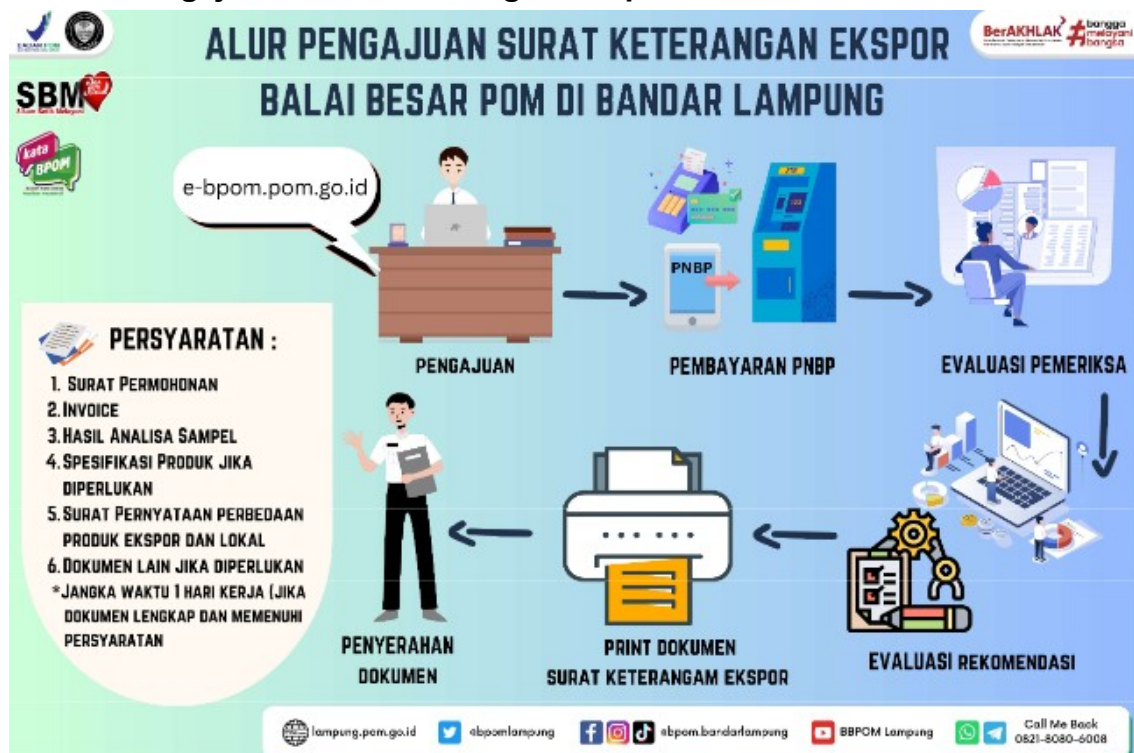 ALUR PENGAJUAN SURAT KETERANGAN EKSPOR
BALAI BESAR POM DI BANDAR LAMPUNG
BADAN POM
BerAKHLAK
#bangga
melayani
bangsa
SBM
kata
BPOM
e-bpom.pom.go.id
PNBP
PENGAJUAN
PEMBAYARAN PNBP
EVALUASI PEMERIKSA
PERSYARATAN :
1. SURAT PERMOHONAN
2. INVOICE
3. HASIL ANALISA SAMPEL
4. SPESIFIKASI PRODUK JIKA
DIPERLUKAN
5. SURAT PERNYATAAN PERBEDAAN
PRODUK EKSPOR DAN LOKAL
6. DOKUMEN LAIN JIKA DIPERLUKAN
*JANGKA WAKTU 1 HARI KERJA (JIKA
DOKUMEN LENGKAP DAN MEMENUHI
PERSYARATAN
PENYERAHAN
DOKUMEN
PRINT DOKUMEN
SURAT KETERANGAM EKSPOR
EVALUASI REKOMENDASI
lampung.pom.go.id
@bpomlampung
@bpom.bandarlampung
BBPOM Lampung
Call Me Back
0821-8080-6008